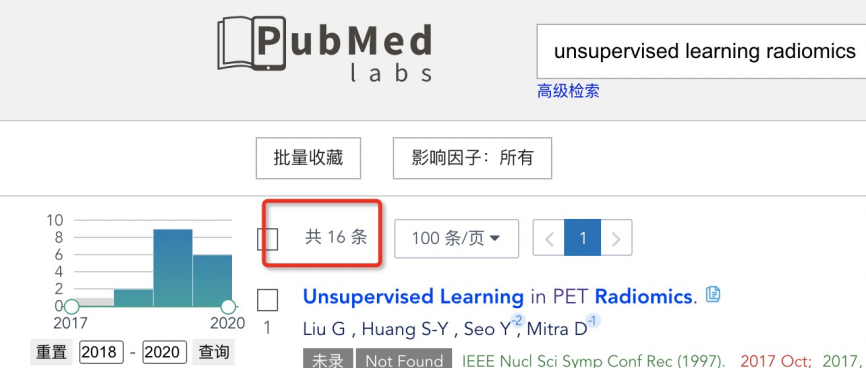 PubMed
labs
unsupervised learning radiomics
高级检索
批量收藏
影响因子：所有
共 16 条
100 条/页
1
10
8
6
4
2
0
2017
2020
重置 2018 - 2020 查询
Unsupervised Learning in PET Radiomics.
1
Liu G , Huang S-Y , Seo Y-2, Mitra D-1
未录 Not Found IEEE Nucl Sci Symp Conf Rec (1997). 2017 Oct; 2017,